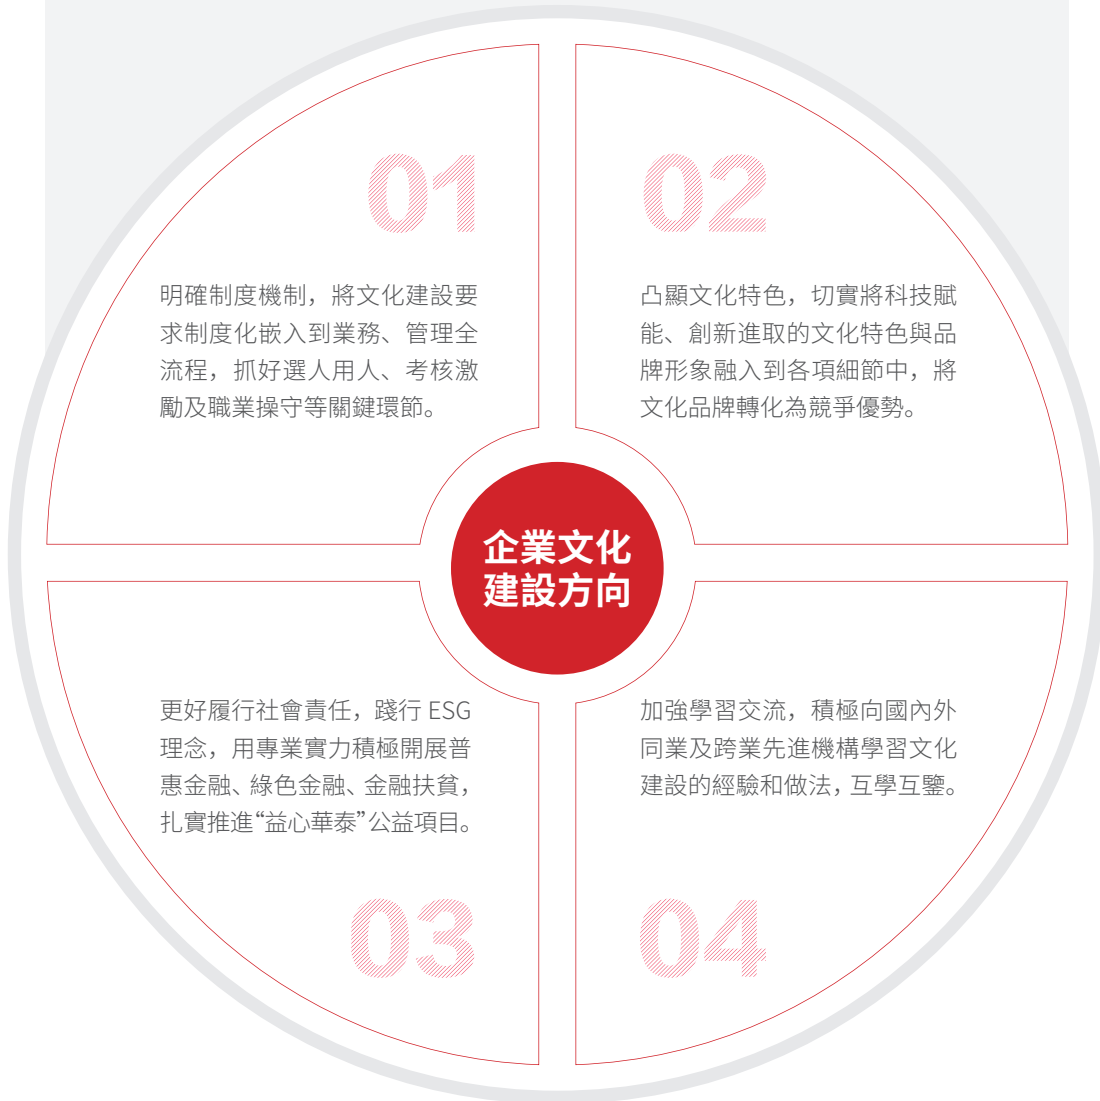 01
明確制度機制，將文化建設要
求制度化嵌入到業務、管理全
流程，抓好選人用人、考核激
勵及職業操守等關鍵環節。
02
凸顯文化特色，切實將科技賦
能、創新進取的文化特色與品
牌形象融入到各項細節中，將
文化品牌轉化為競爭優勢。
企業文化
建設方向
更好履行社會責任，踐行 ESG
理念，用專業實力積極開展普
惠金融、綠色金融、金融扶貧，
扎實推進“益心華泰”公益項目。
03
加強學習交流，積極向國內外
同業及跨業先進機構學習文化
建設的經驗和做法，互學互鑒。
04